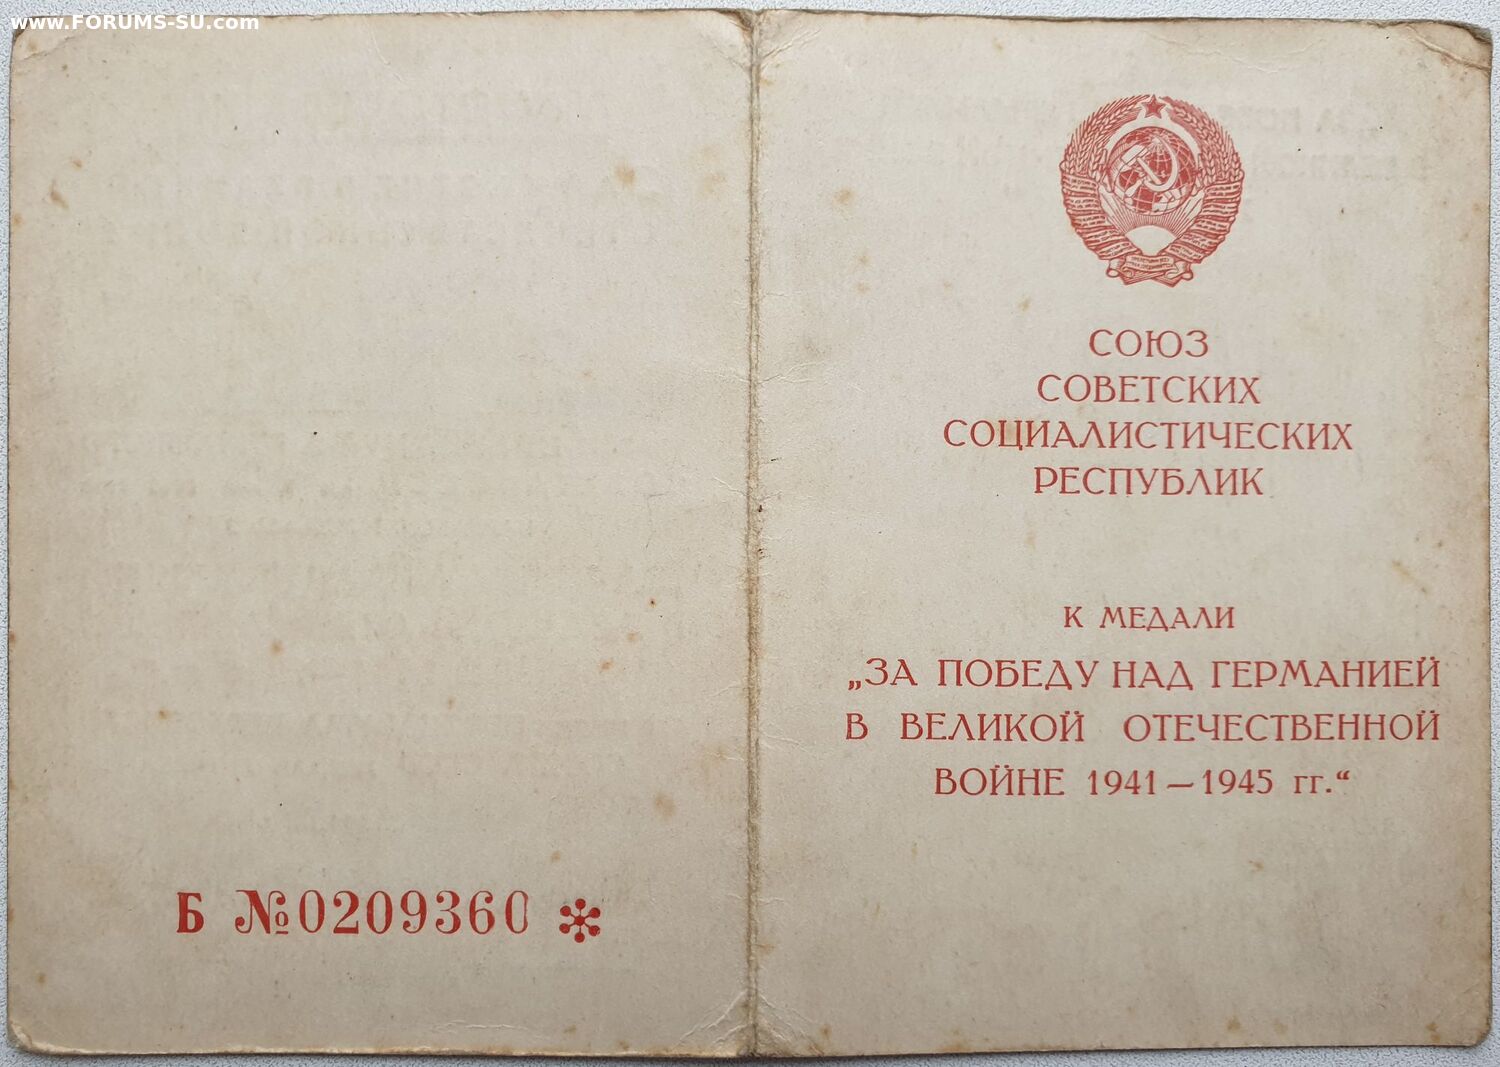 www.FORUMS-SU.com
СОЮЗ
СОВЕТСКИХ
СОЦИАЛИСТИЧЕСКИХ
РЕСПУБЛИК
К МЕДАЛИ
„ЗА ПОБЕДУ НАД ГЕРМАНИЕЙ
В ВЕЛИКОЙ ОТЕЧЕСТВЕННОЙ
ВОЙНЕ 1941—1945 гг.“
Б №0209360